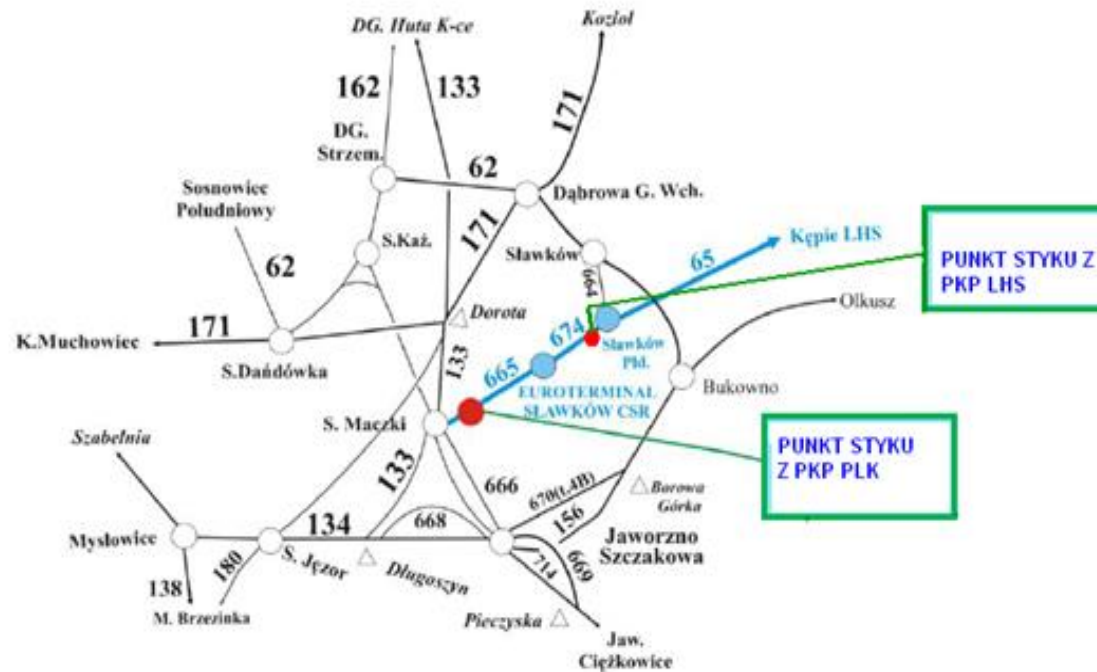 DG. Huta K-ce
Kozioł
162
133
171
DG.
Strzem.
62
Sosnowiec
Południowy
Dąbrowa G. Wch.
171
S.Kaź.
Sławków
Kępie LHS
65
62
664
PUNKT STYKU Z
PKP LHS
Olkusz
Dorota
171
K.Muchowiec
674
Sławków
Płd.
133
665
S.Dańdówka
EUROTERMINAL
SŁAWKÓW CSR
Bukowno
S. Maczki
Szabelnia
PUNKT STYKU
Z PKP PLK
133
666
670(t.4B)
Borowa
Górka
134
668
156
Mysłowice
Jaworzno
Szczakowa
S. Jęzor
180
Długoszyn
714
669
138
M. Brzezinka
Pieczyska
Jaw.
Ciężkowice